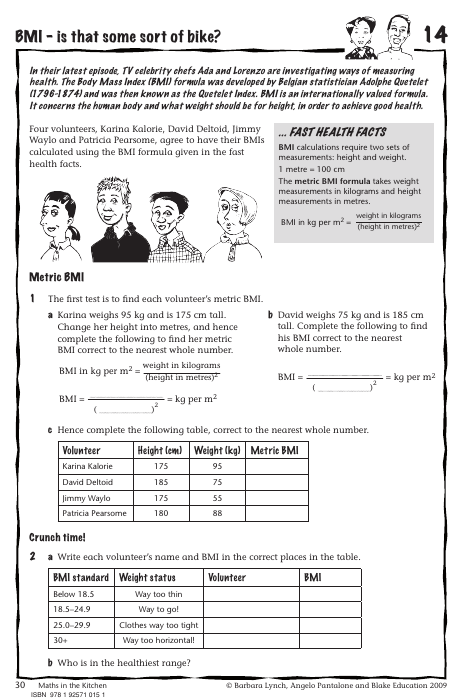 BMI – is that some sort of bike?
14
In their latest episode, TV celebrity chefs Ada and Lorenzo are investigating ways of measuring
health. The Body Mass Index (BMI) formula was developed by Belgian statistician Adolphe Quetelet
(1796-1874) and was then known as the Quetelet Index. BMI is an internationally valued formula.
It concerns the human body and what weight should be for height, in order to achieve good health.
Four volunteers, Karina Kalorie, David Deltoid, Jimmy
Waylo and Patricia Pearsome, agree to have their BMIs
calculated using the BMI formula given in the fast
health facts.
... FAST HEALTH FACTS
BMI calculations require two sets of
measurements: height and weight.
1 metre = 100 cm
The metric BMI formula takes weight
measurements in kilograms and height
measurements in metres.
BMI in kg per m² = weight in kilograms
(height in metres)²
Metric BMI
1 The first test is to find each volunteer's metric BMI.
a Karina weighs 95 kg and is 175 cm tall.
Change her height into metres, and hence
complete the following to find her metric
BMI correct to the nearest whole number.
BMI in kg per m² = weight in kilograms
(height in metres)²
BMI = ____________ = kg per m²
( __________)²
b David weighs 75 kg and is 185 cm
tall. Complete the following to find
his BMI correct to the nearest
whole number.
BMI = ____________ = kg per m²
( __________)²
c Hence complete the following table, correct to the nearest whole number.
Volunteer Height (cm) Weight (kg) Metric BMI
Karina Kalorie 175 95
David Deltoid 185 75
Jimmy Waylo 175 55
Patricia Pearsome 180 88
Crunch time!
2 a Write each volunteer's name and BMI in the correct places in the table.
BMI standard Weight status Volunteer BMI
Below 18.5 Way too thin
18.5–24.9 Way to go!
25.0–29.9 Clothes way too tight
30+ Way too horizontal!
b Who is in the healthiest range?
30 Maths in the Kitchen © Barbara Lynch, Angelo Pantalone and Blake Education 2009
ISBN 978 1 92571 015 1